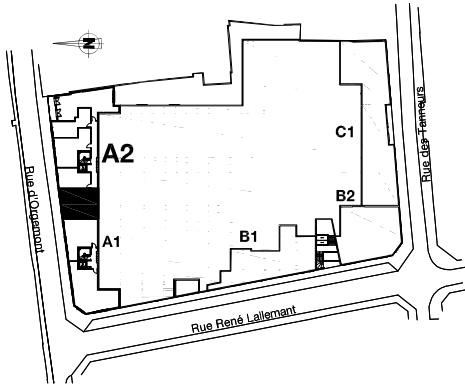 N
C1
Rue des Tanneurs
A2
Rue d'Orgemont
B2
A1
B1
Rue René Lallemant